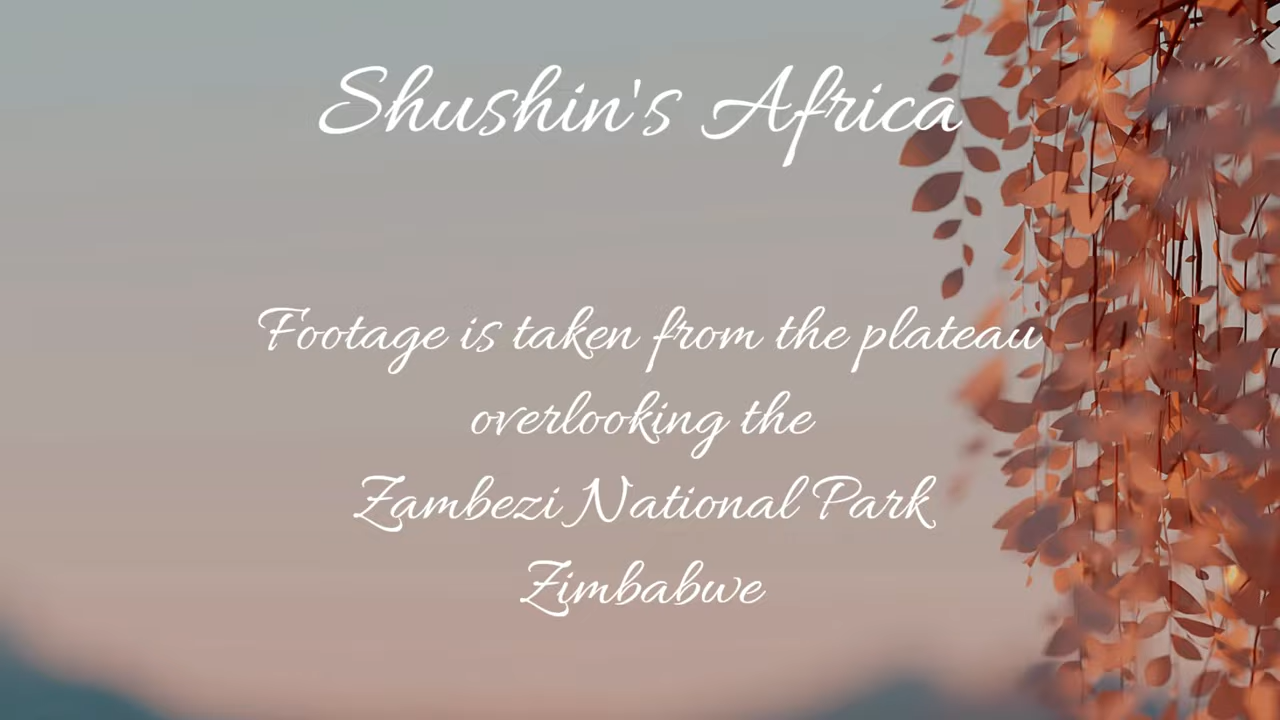 Shushin's Africa
Footage is taken from the plateau
overlooking the
Zambezi National Park
Zimbabwe